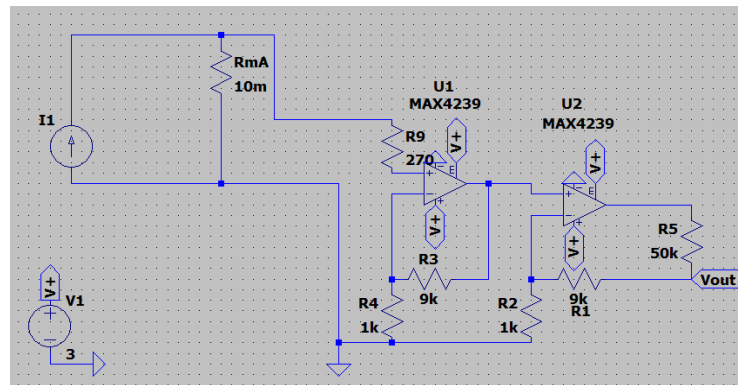 RmA
10m
I1
U1
MAX4239
U2
MAX4239
R9
270
V+
E
V+
E
V+
V+
R3
9k
R5
50k
Vout
V+
V1
3
R4
1k
R2
1k
9k
R1